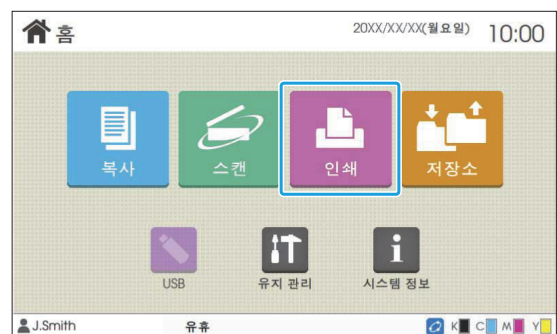 홈 20XX/XX/XX(월요일) 10:00
복사 스캔 인쇄 저장소
USB 유지 관리 시스템 정보
J.Smith 유휴 K C M Y